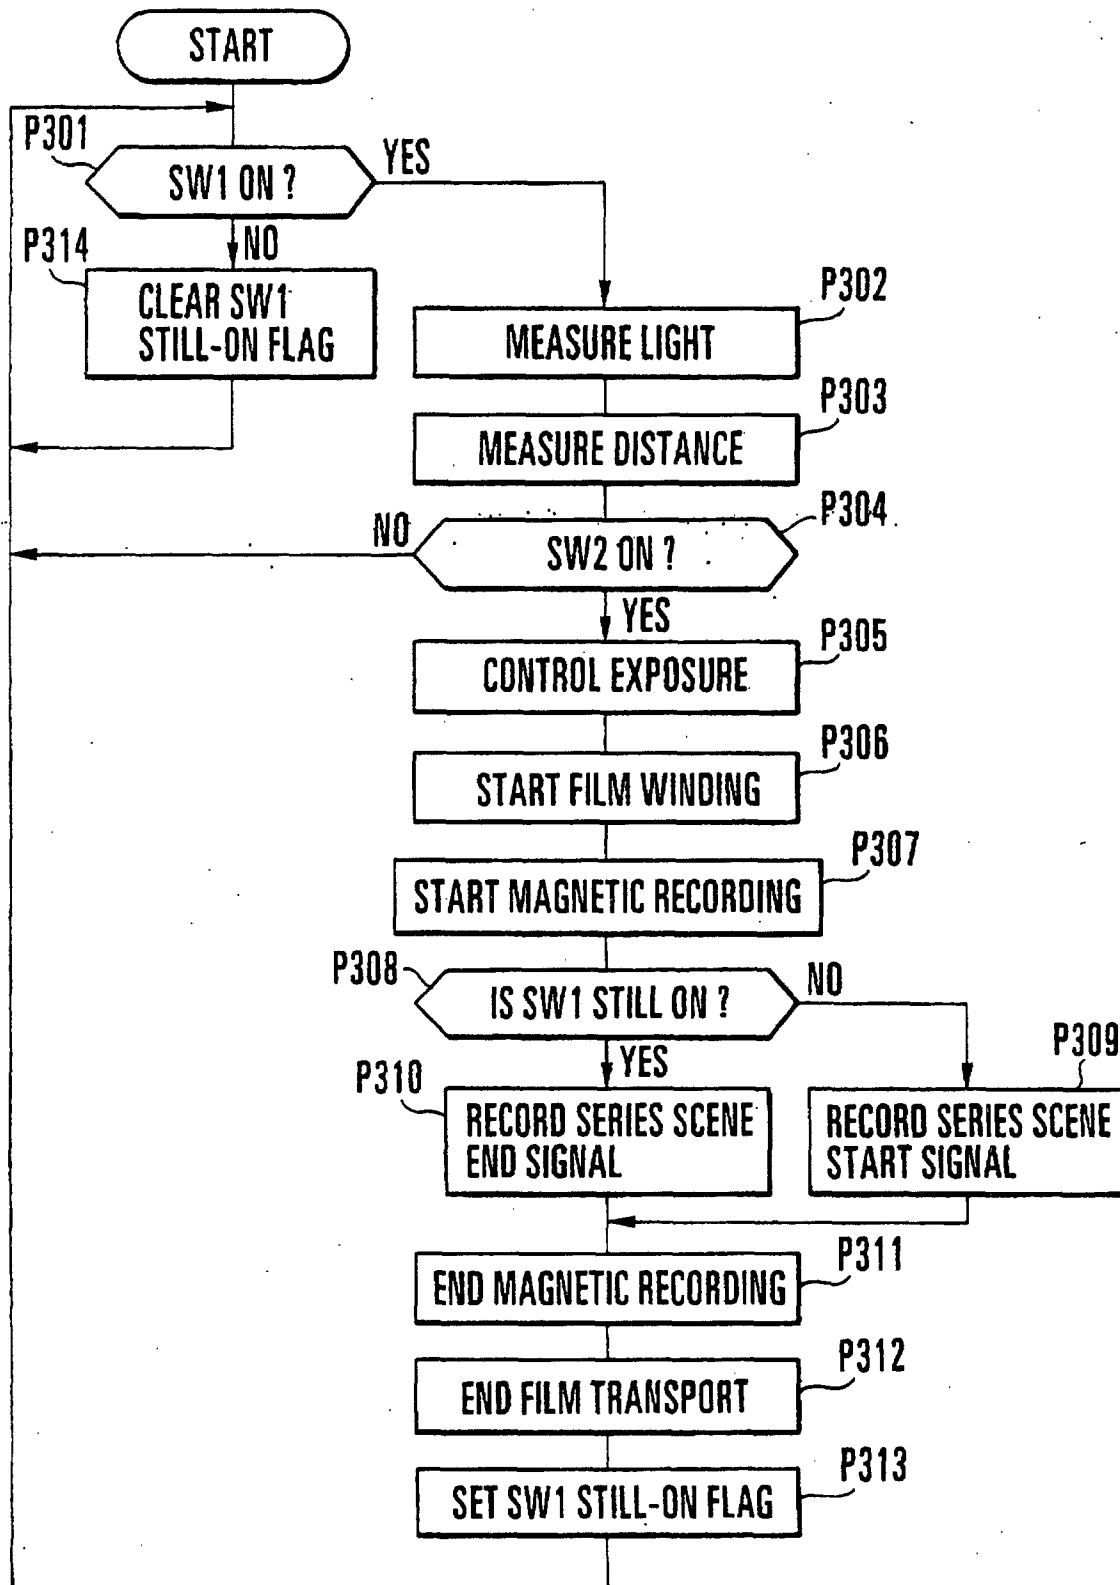 START
P301
SW1 ON ?
YES
NO
P314
CLEAR SW1
STILL-ON FLAG
P302
MEASURE LIGHT
P303
MEASURE DISTANCE
P304
SW2 ON ?
NO
YES
P305
CONTROL EXPOSURE
P306
START FILM WINDING
P307
START MAGNETIC RECORDING
P308
IS SW1 STILL ON ?
NO
YES
P310
RECORD SERIES SCENE
END SIGNAL
P309
RECORD SERIES SCENE
START SIGNAL
P311
END MAGNETIC RECORDING
P312
END FILM TRANSPORT
P313
SET SW1 STILL-ON FLAG